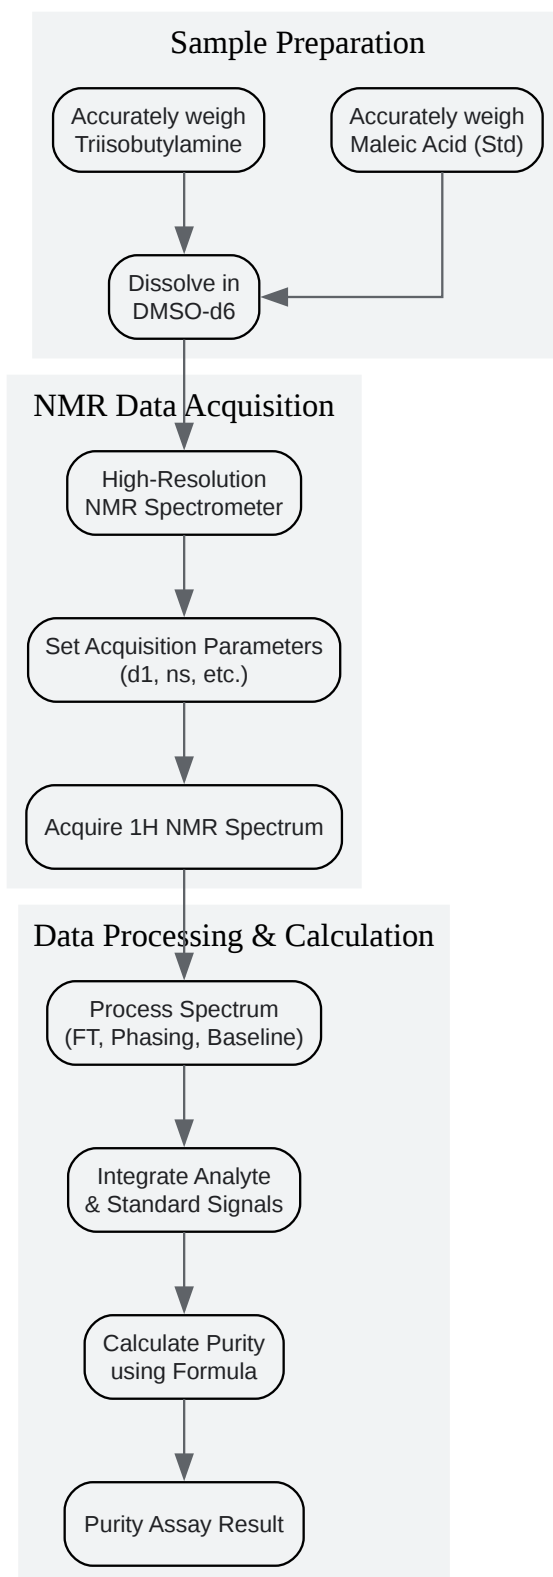 Sample Preparation
Accurately weigh
Triisobutylamine
Accurately weigh
Maleic Acid (Std)
Dissolve in
DMSO-d6
NMR Data Acquisition
High-Resolution
NMR Spectrometer
Set Acquisition Parameters
(d1, ns, etc.)
Acquire 1H NMR Spectrum
Data Processing & Calculation
Process Spectrum
(FT, Phasing, Baseline)
Integrate Analyte
& Standard Signals
Calculate Purity
using Formula
Purity Assay Result